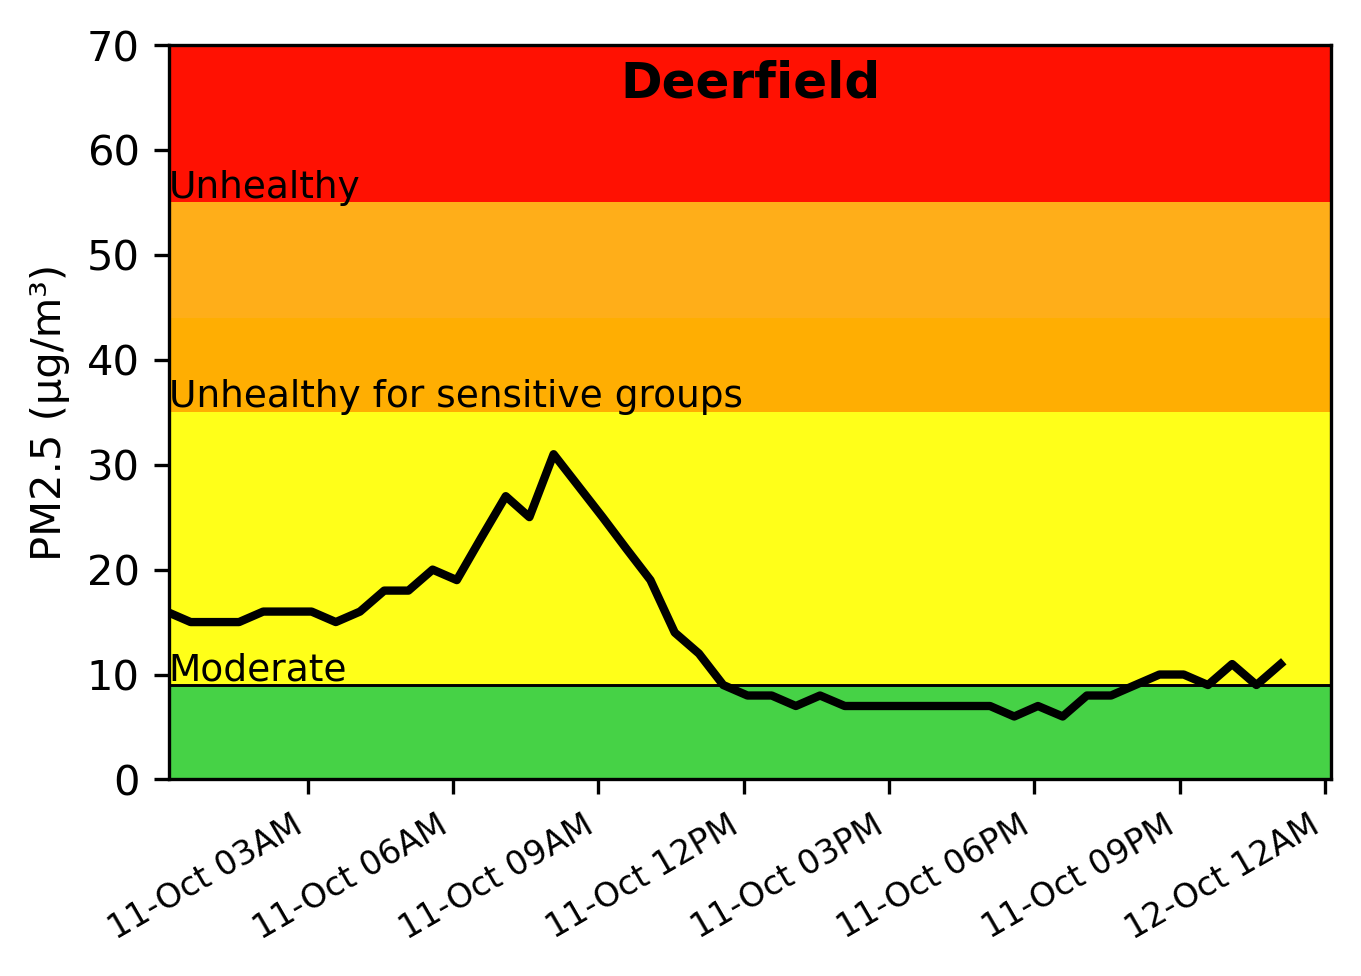 Deerfield
70
60
50
40
30
20
10
0
PM2.5 (µg/m³)
Unhealthy
Unhealthy for sensitive groups
Moderate
11-Oct 03AM
11-Oct 06AM
11-Oct 09AM
11-Oct 12PM
11-Oct 03PM
11-Oct 06PM
11-Oct 09PM
12-Oct 12AM